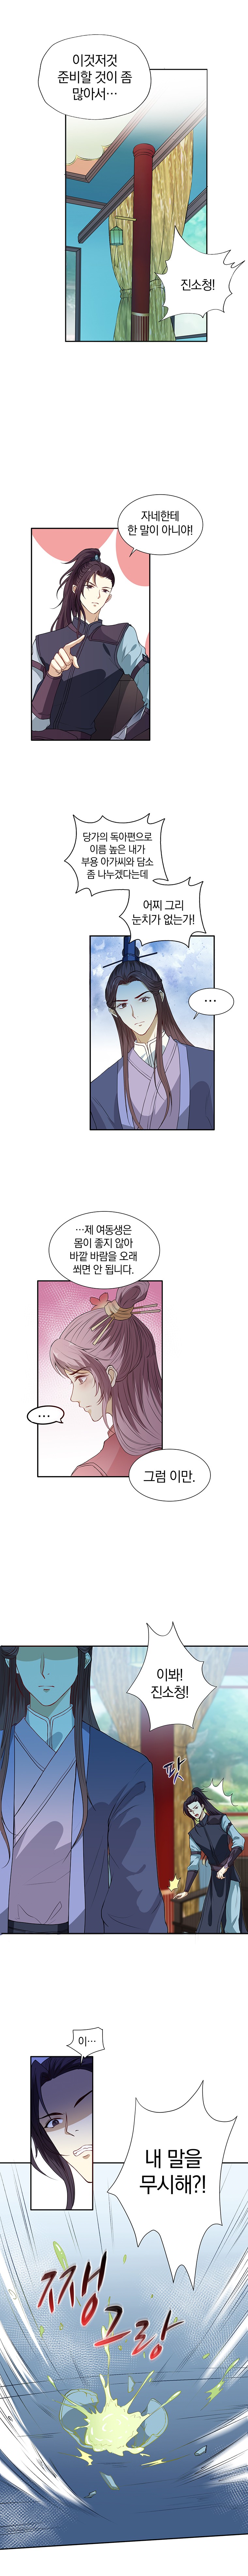 이것저것
준비할 것이 좀
많아서…
진소청!
자네한테
한 말이 아니야!
당가의 독아편으로
이름 높은 내가
부용 아가씨와 담소
좀 나누겠다는데
어찌 그리
눈치가 없는가!
…
…제 여동생은
몸이 좋지 않아
바깥 바람을 오래
쐬면 안 됩니다.
…
그럼 이만.
이봐!
진소청!
팟
이…
내 말을
무시해?!
쨍
그랑